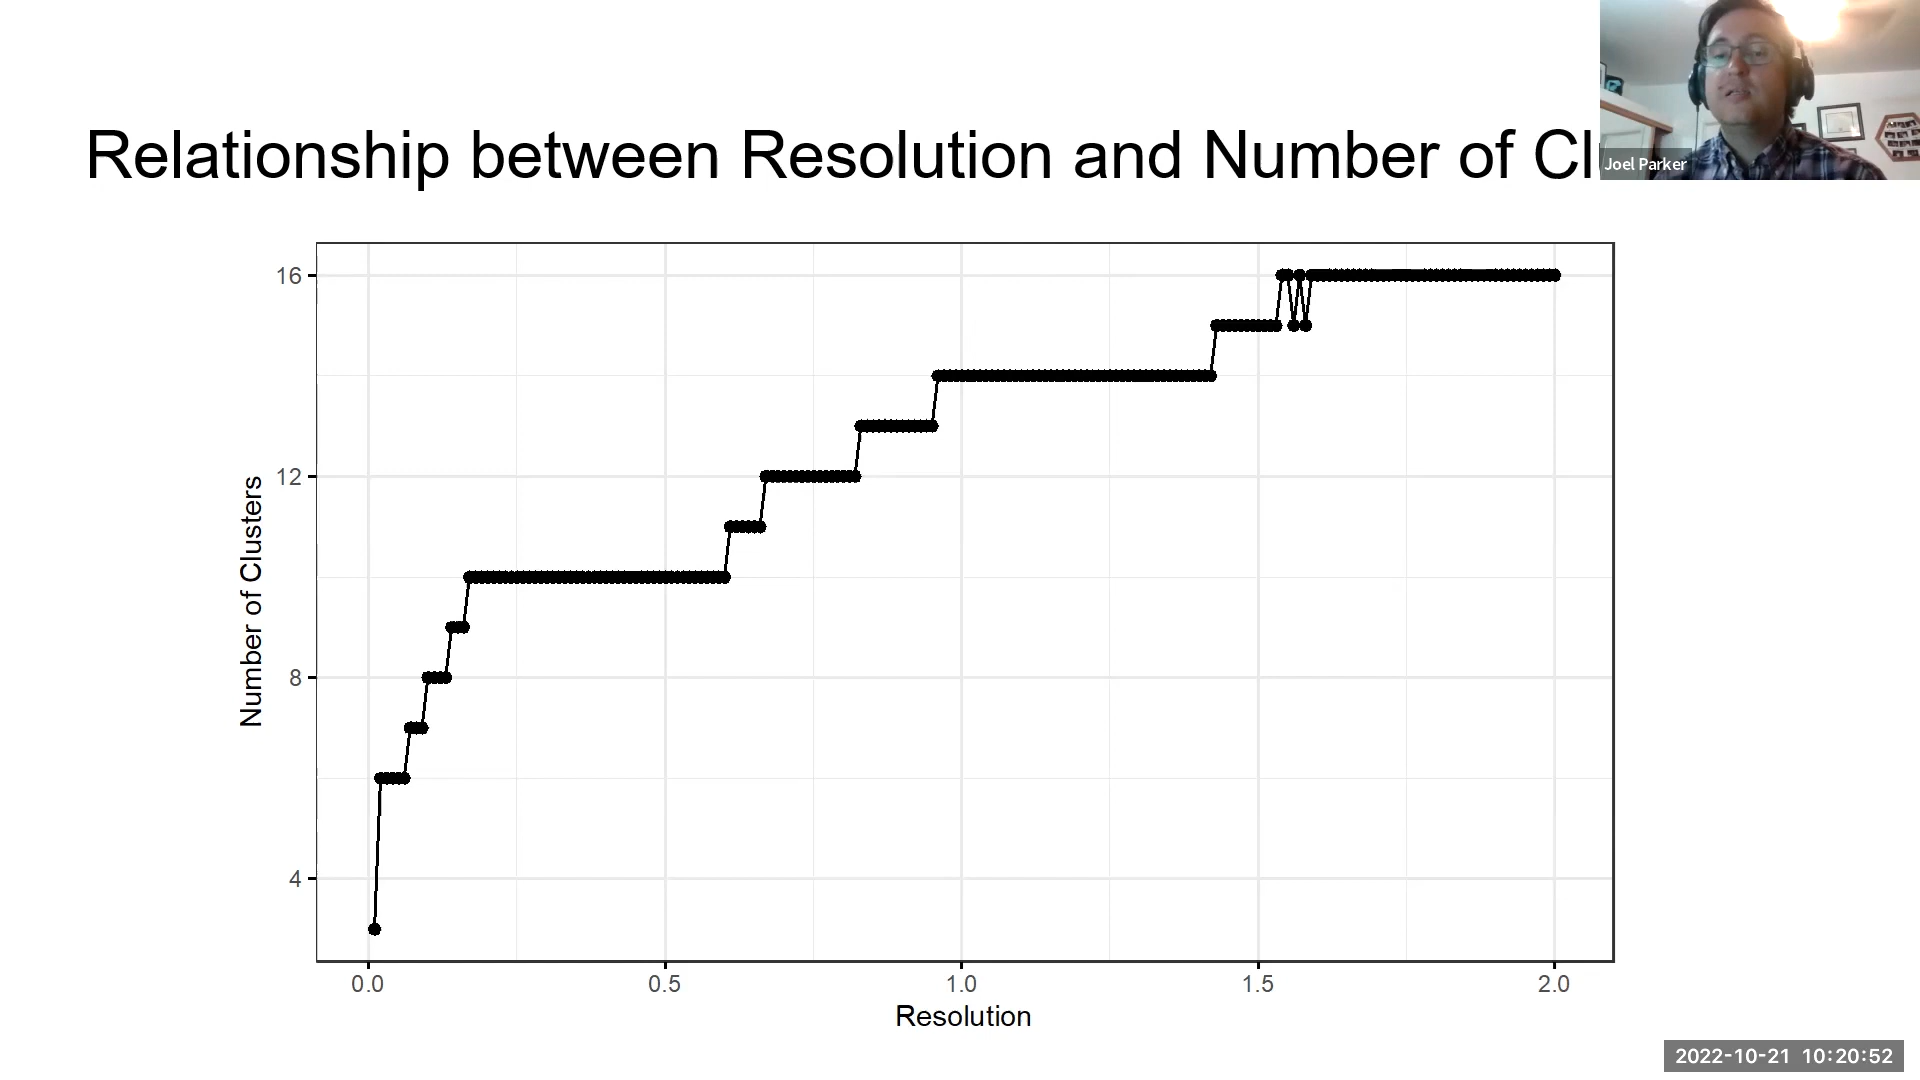 Relationship between Resolution and Number of Cl
Joel Parker
16
12
8
4
Number of Clusters
0.0 0.5 1.0 1.5 2.0
Resolution
2022-10-21 10:20:52